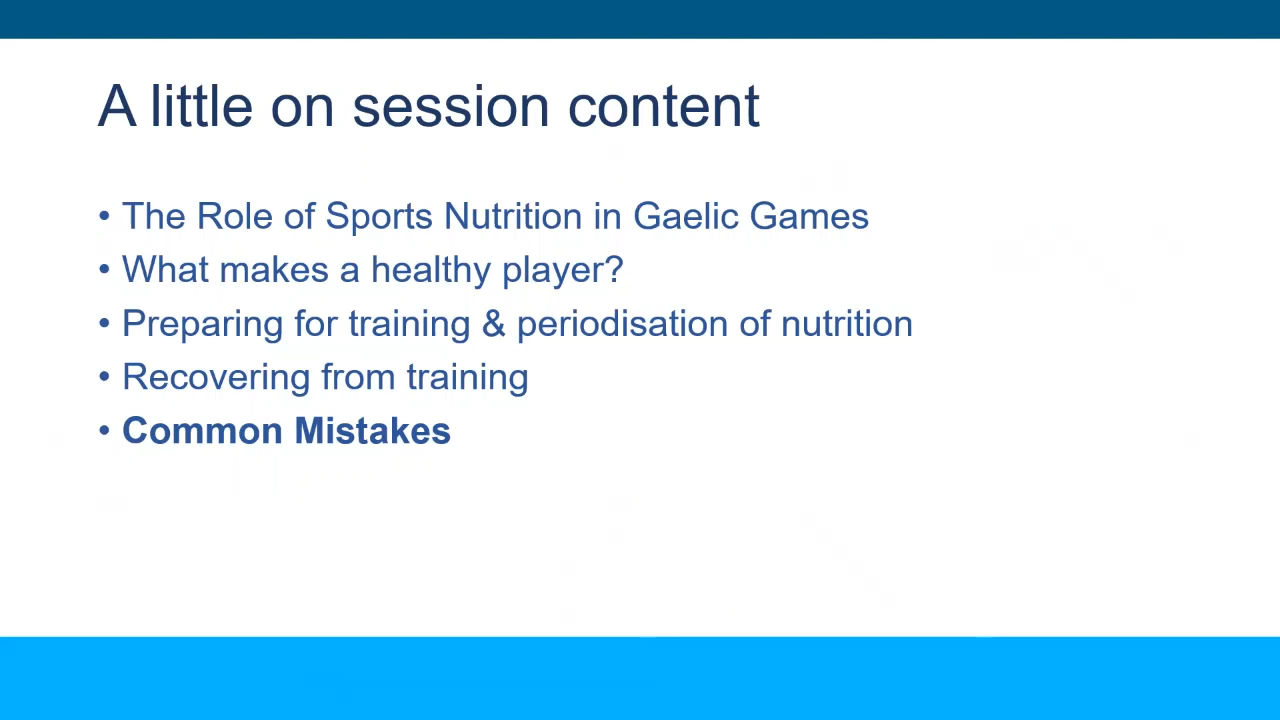 A little on session content
• The Role of Sports Nutrition in Gaelic Games
• What makes a healthy player?
• Preparing for training & periodisation of nutrition
• Recovering from training
• Common Mistakes